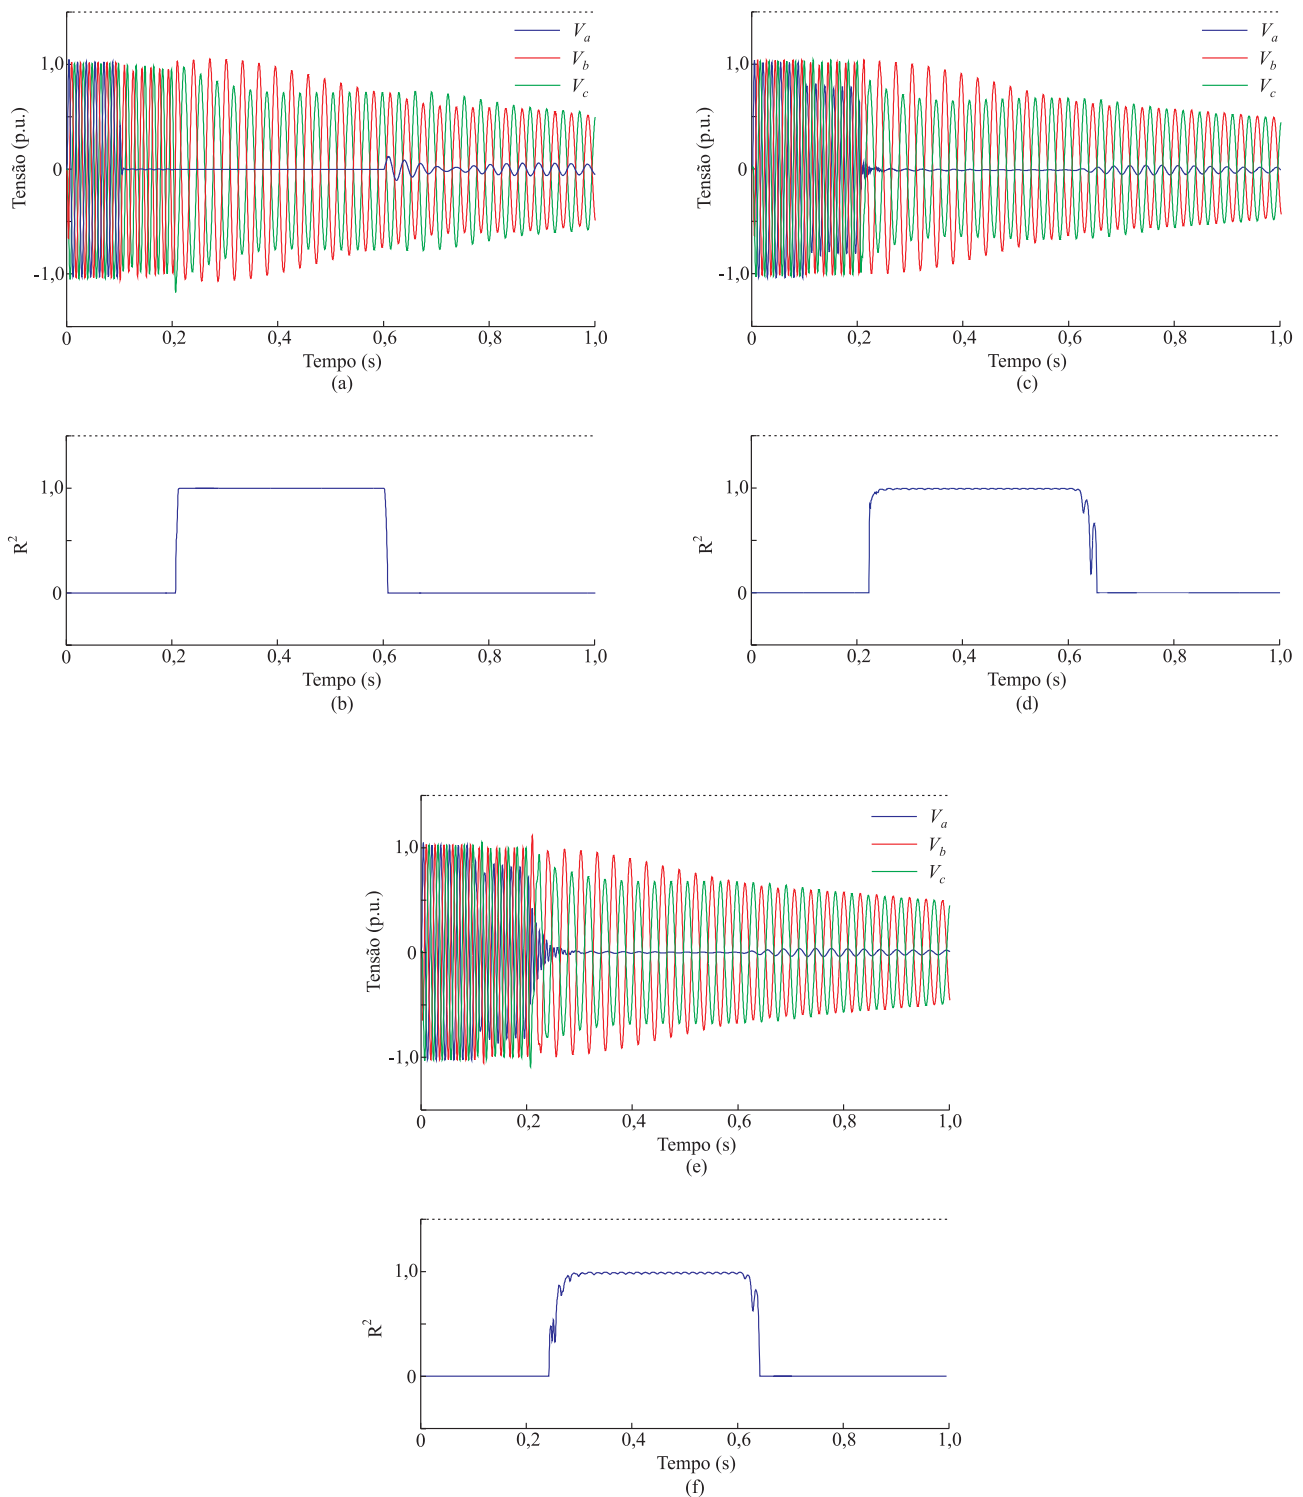 V_a
V_b
V_c
Tensão (p.u.)
1,0
0
-1,0
0 0,2 0,4 0,6 0,8 1,0
Tempo (s)
(a)
V_a
V_b
V_c
Tensão (p.u.)
1,0
0
-1,0
0 0,2 0,4 0,6 0,8 1,0
Tempo (s)
(c)
R^2
1,0
0
0 0,2 0,4 0,6 0,8 1,0
Tempo (s)
(b)
R^2
1,0
0
0 0,2 0,4 0,6 0,8 1,0
Tempo (s)
(d)
V_a
V_b
V_c
Tensão (p.u.)
1,0
0
-1,0
0 0,2 0,4 0,6 0,8 1,0
Tempo (s)
(e)
R^2
1,0
0
0 0,2 0,4 0,6 0,8 1,0
Tempo (s)
(f)